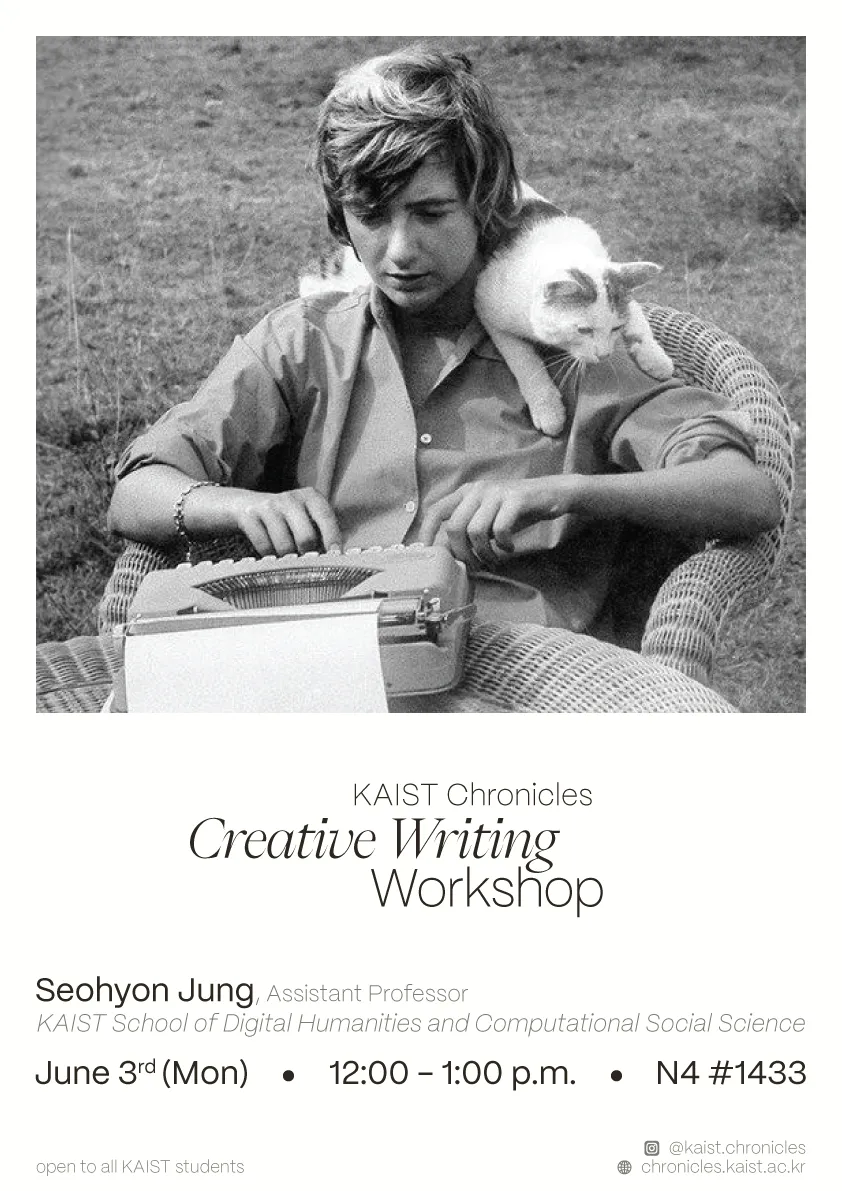 KAIST Chronicles
Creative Writing
Workshop
Seohyon Jung, Assistant Professor
KAIST School of Digital Humanities and Computational Social Science
June 3rd (Mon) • 12:00 – 1:00 p.m. • N4 #1433
@kaist.chronicles
open to all KAIST students
chronicles.kaist.ac.kr